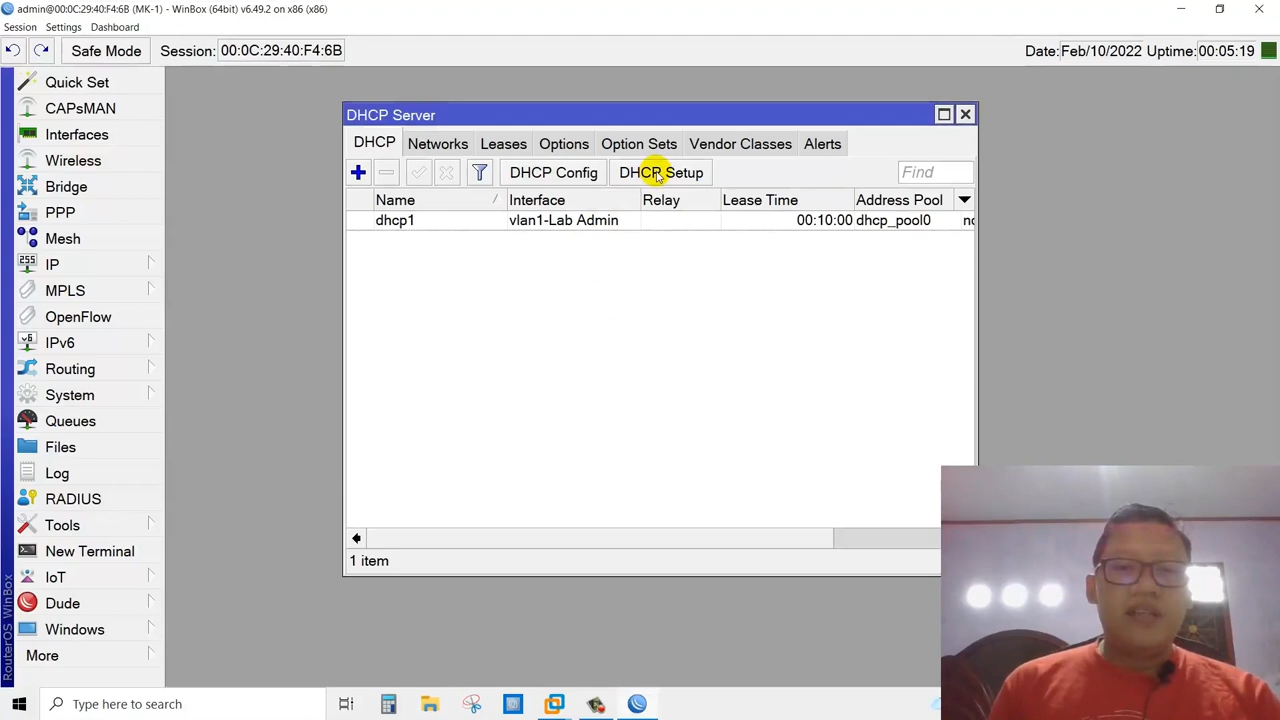 admin@00:0C:29:40:F4:6B (MK-1) - WinBox (64bit) v6.49.2 on x86 (x86)
Session Settings Dashboard
Safe Mode Session: 00:0C:29:40:F4:6B Date: Feb/10/2022 Uptime: 00:05:19
Quick Set
CAPsMAN
Interfaces
Wireless
Bridge
PPP
Mesh
255
IP
MPLS
OpenFlow
v6
IPv6
Routing
System
Queues
Files
Log
RADIUS
Tools
New Terminal
IoT
Dude
Windows
More
RouterOS WinBox
DHCP Server
DHCP Networks Leases Options Option Sets Vendor Classes Alerts
DHCP Config DHCP Setup Find
Name / Interface Relay Lease Time Address Pool
dhcp1 vlan1-Lab Admin 00:10:00 dhcp_pool0
1 item
Type here to search